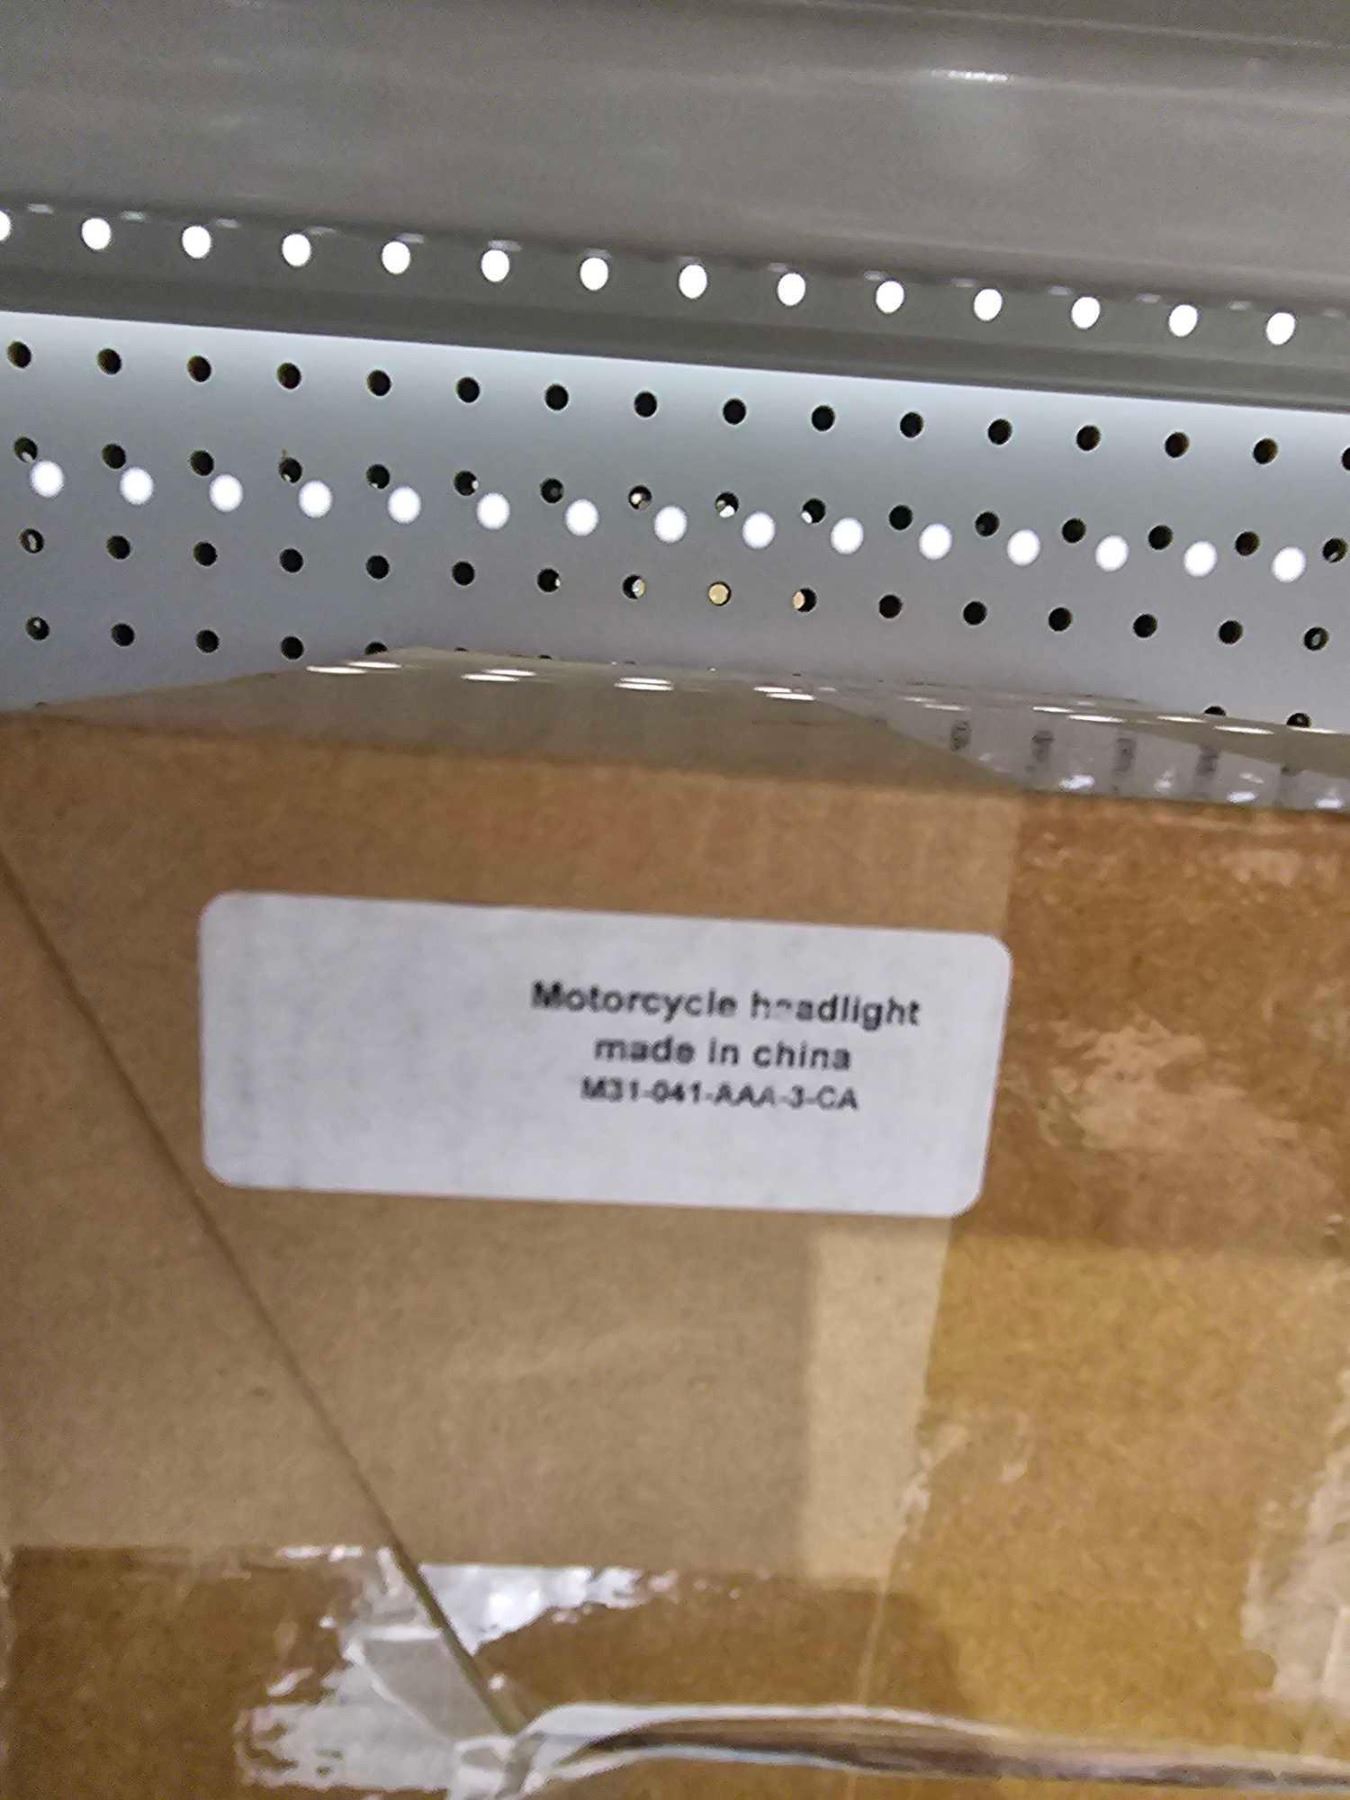 Motorcycle headlight
made in china
M31-041-AAA-3-CA